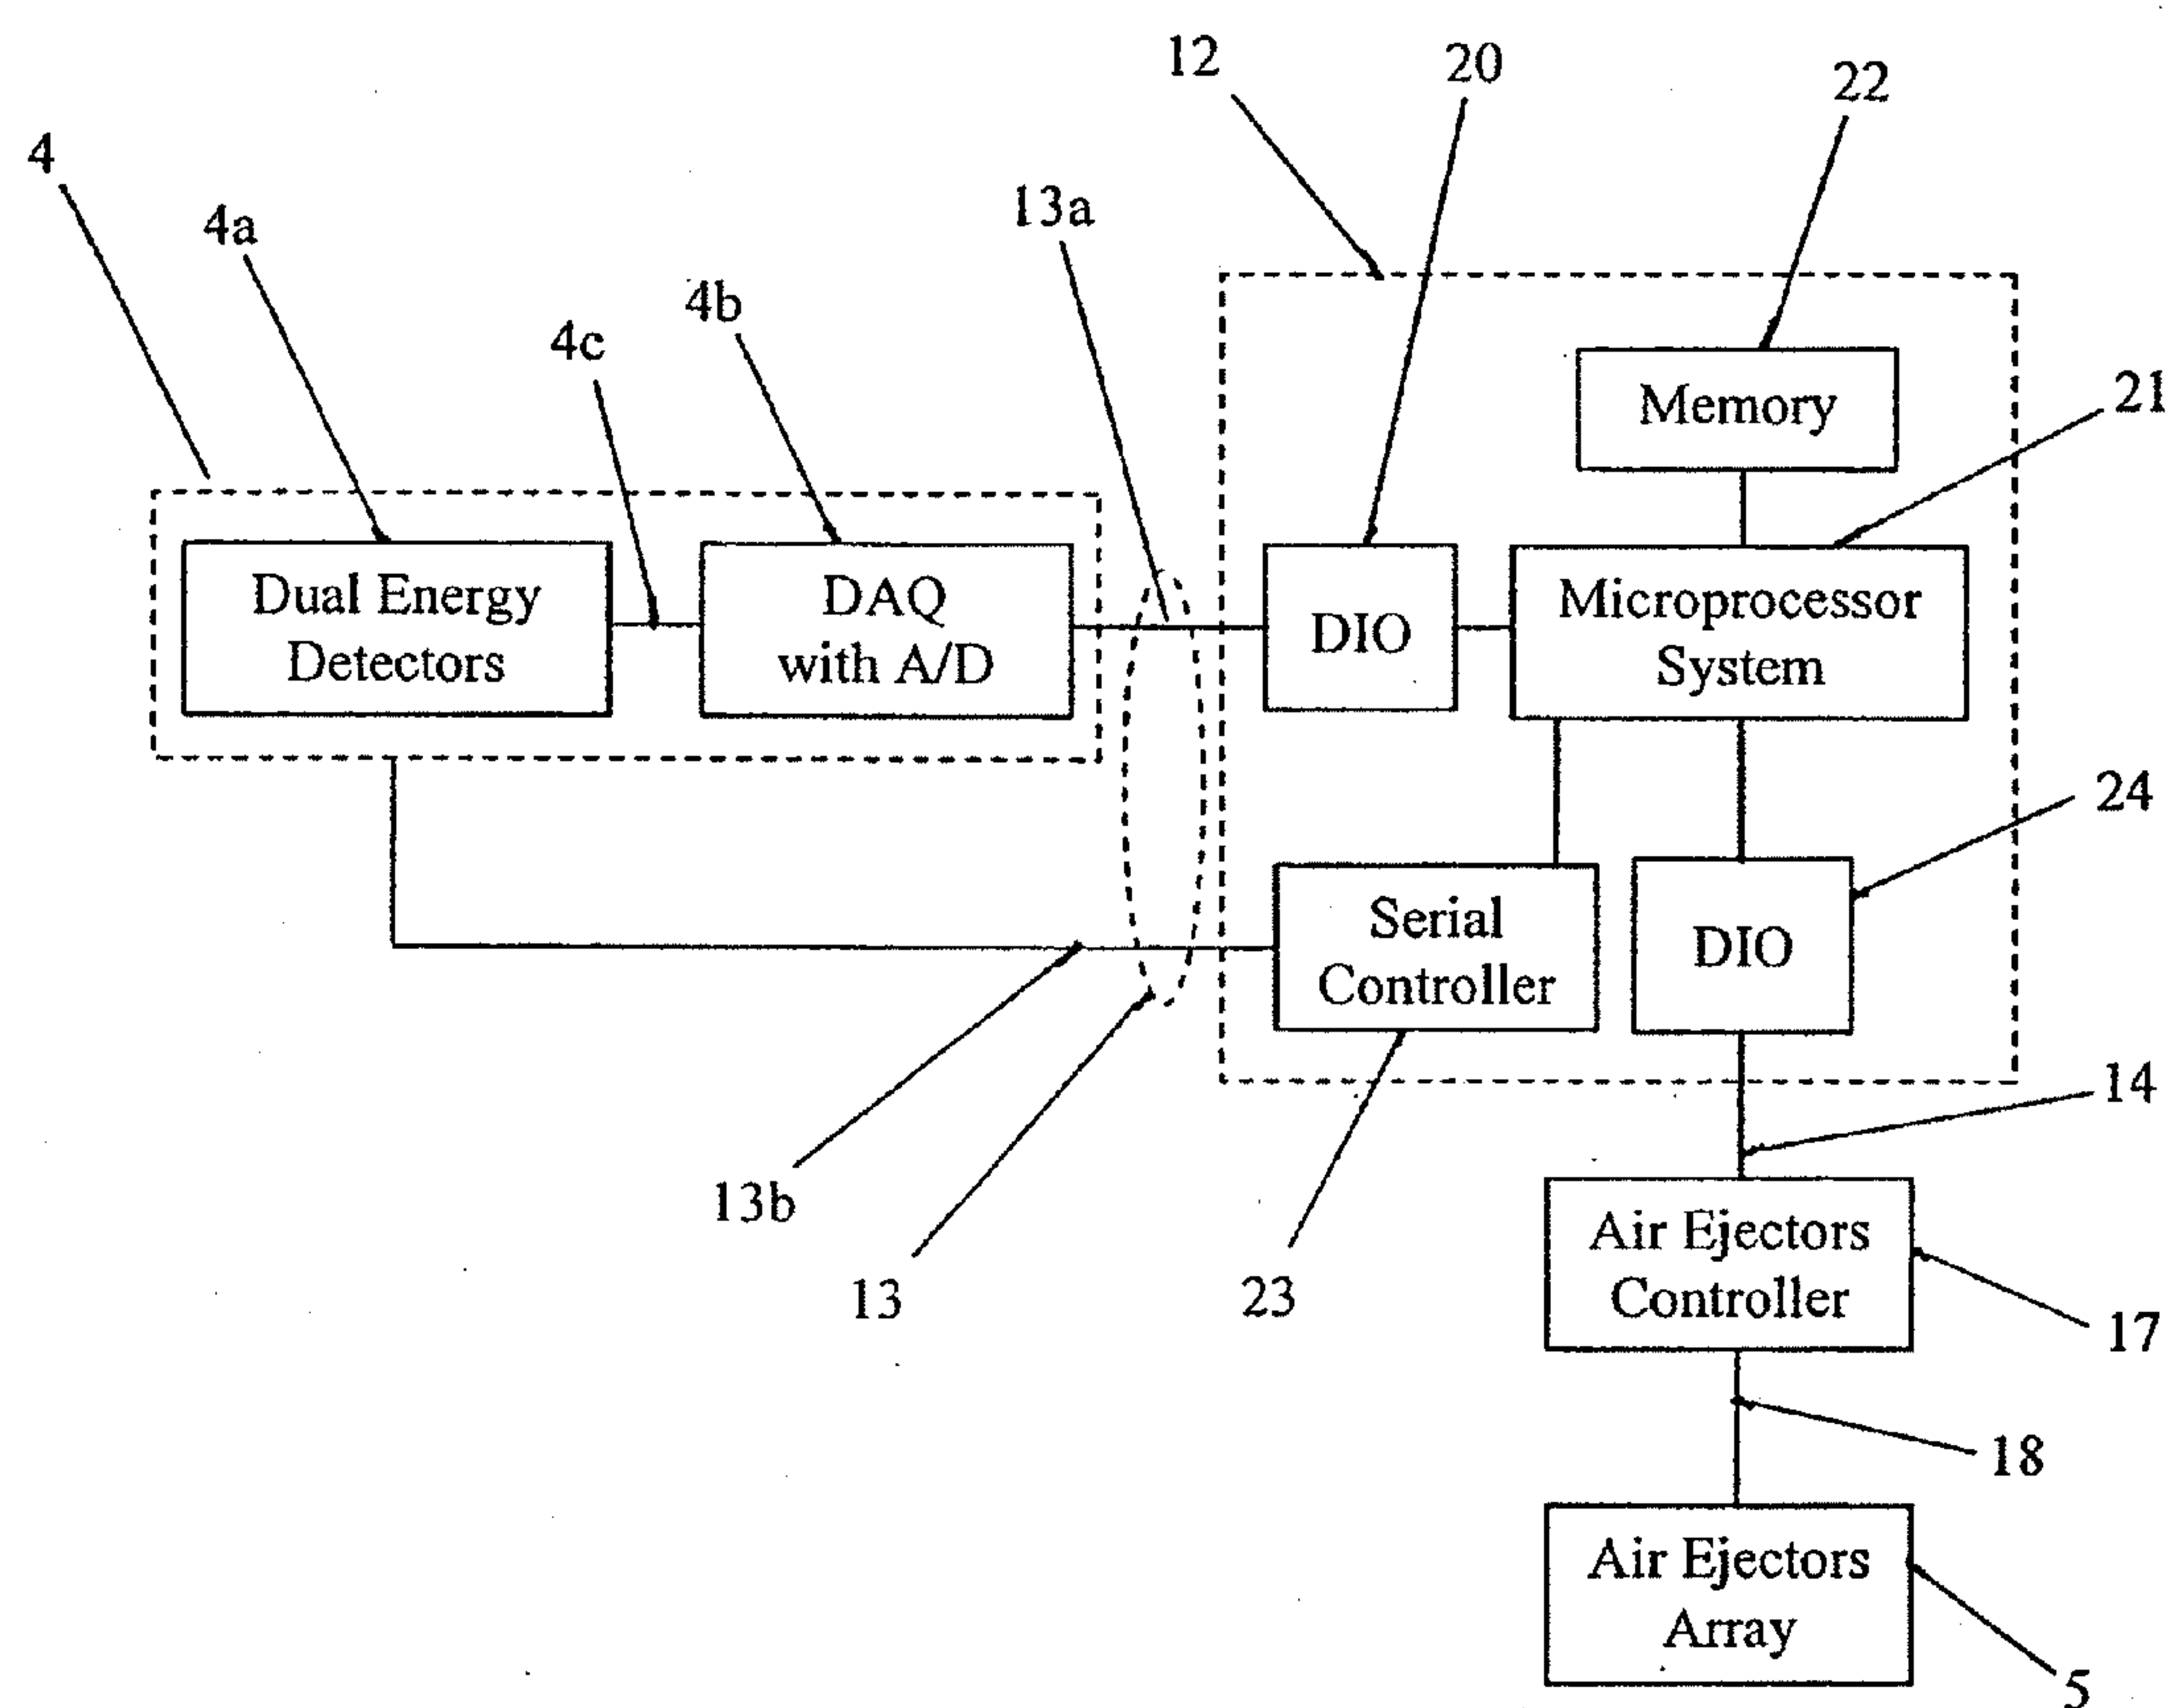 12
20
22
4
4a
13a
4b
4c
Memory
21
Dual Energy
Detectors
DAQ
with A/D
DIO
Microprocessor
System
24
Serial
Controller
DIO
14
13b
13
23
Air Ejectors
Controller
17
18
Air Ejectors
Array
5